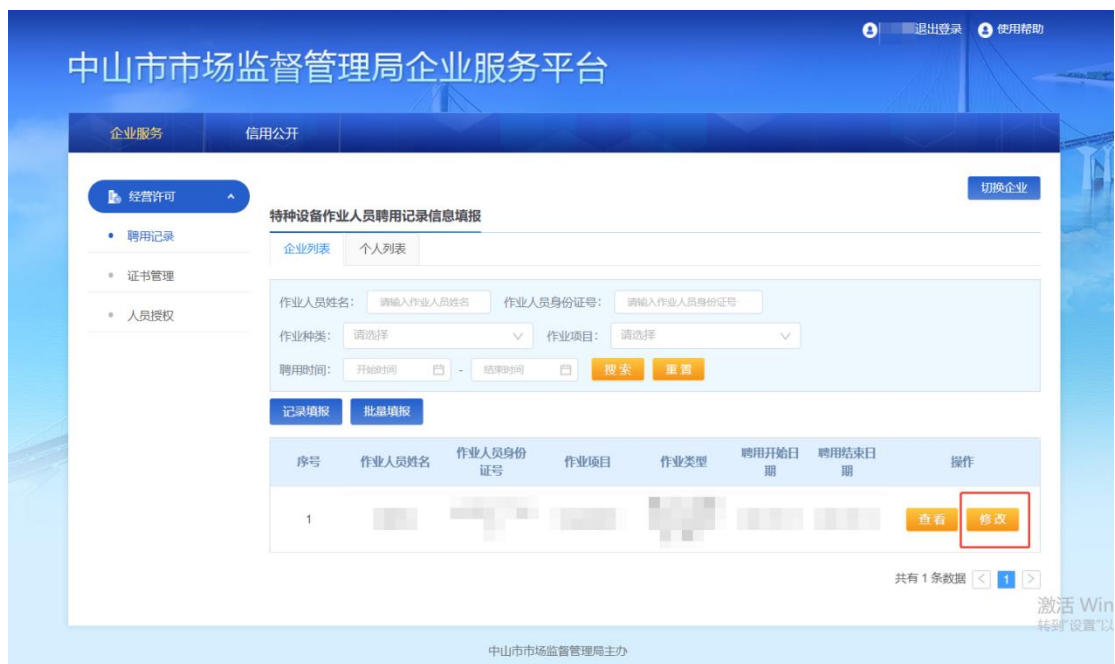 退出登录 使用帮助
中山市市场监督管理局企业服务平台
企业服务 信用公开
经营许可
切换企业
特种设备作业人员聘用记录信息填报
聘用记录
企业列表 个人列表
证书管理
作业人员姓名： 请输入作业人员姓名 作业人员身份证号： 请输入作业人员身份证号
人员授权
作业种类： 请选择 作业项目： 请选择
聘用时间： 开始时间 - 结束时间 搜索 重置
记录填报 批量填报
序号 作业人员姓名 作业人员身份证号 作业项目 作业类型 聘用开始日期 聘用结束日期 操作
1 查看 修改
共有 1 条数据 < 1 >
激活 Win
转到"设置"以
中山市市场监督管理局主办